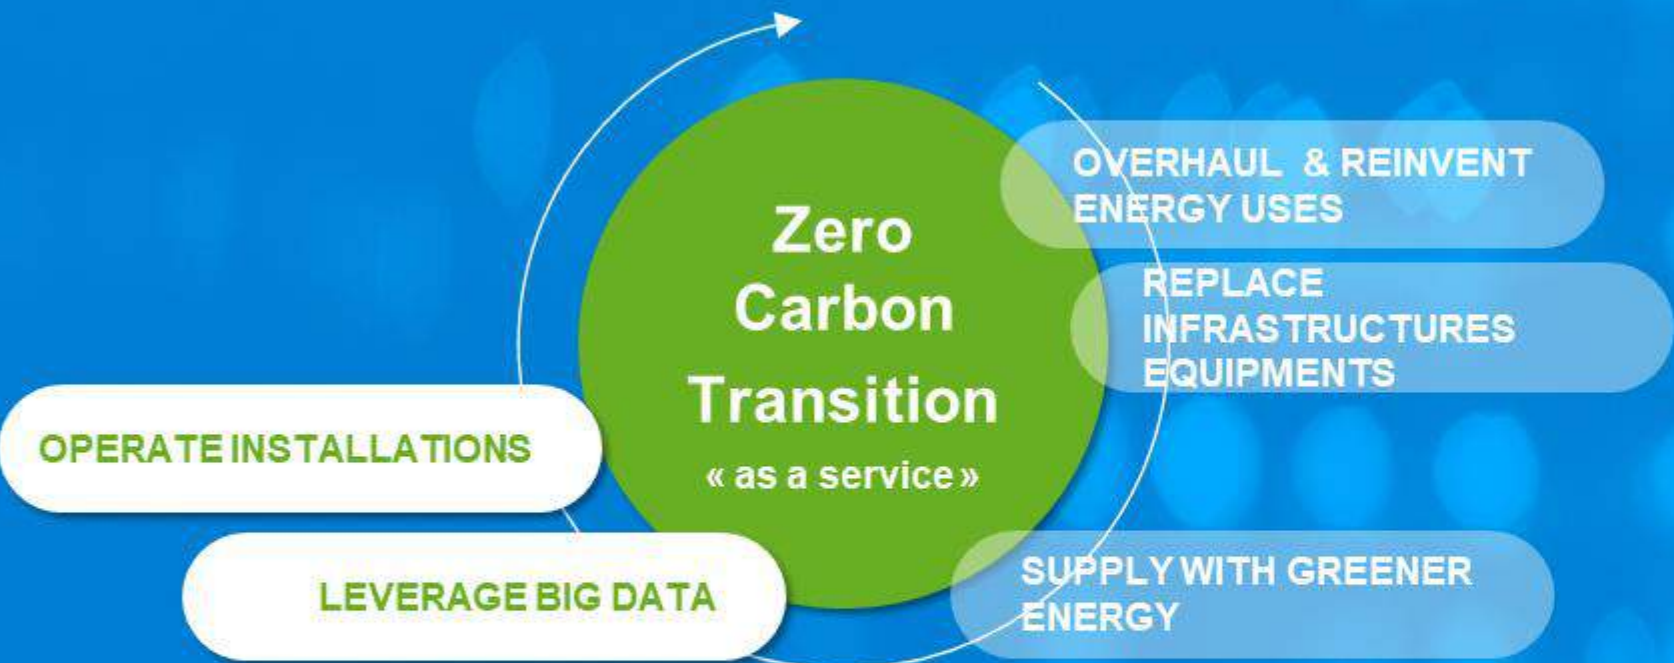 Zero
Carbon
Transition
« as a service »
OVERHAUL & REINVENT
ENERGY USES
REPLACE
INFRASTRUCTURES
EQUIPMENTS
SUPPLY WITH GREENER
ENERGY
LEVERAGE BIG DATA
OPERATE INSTALLATIONS